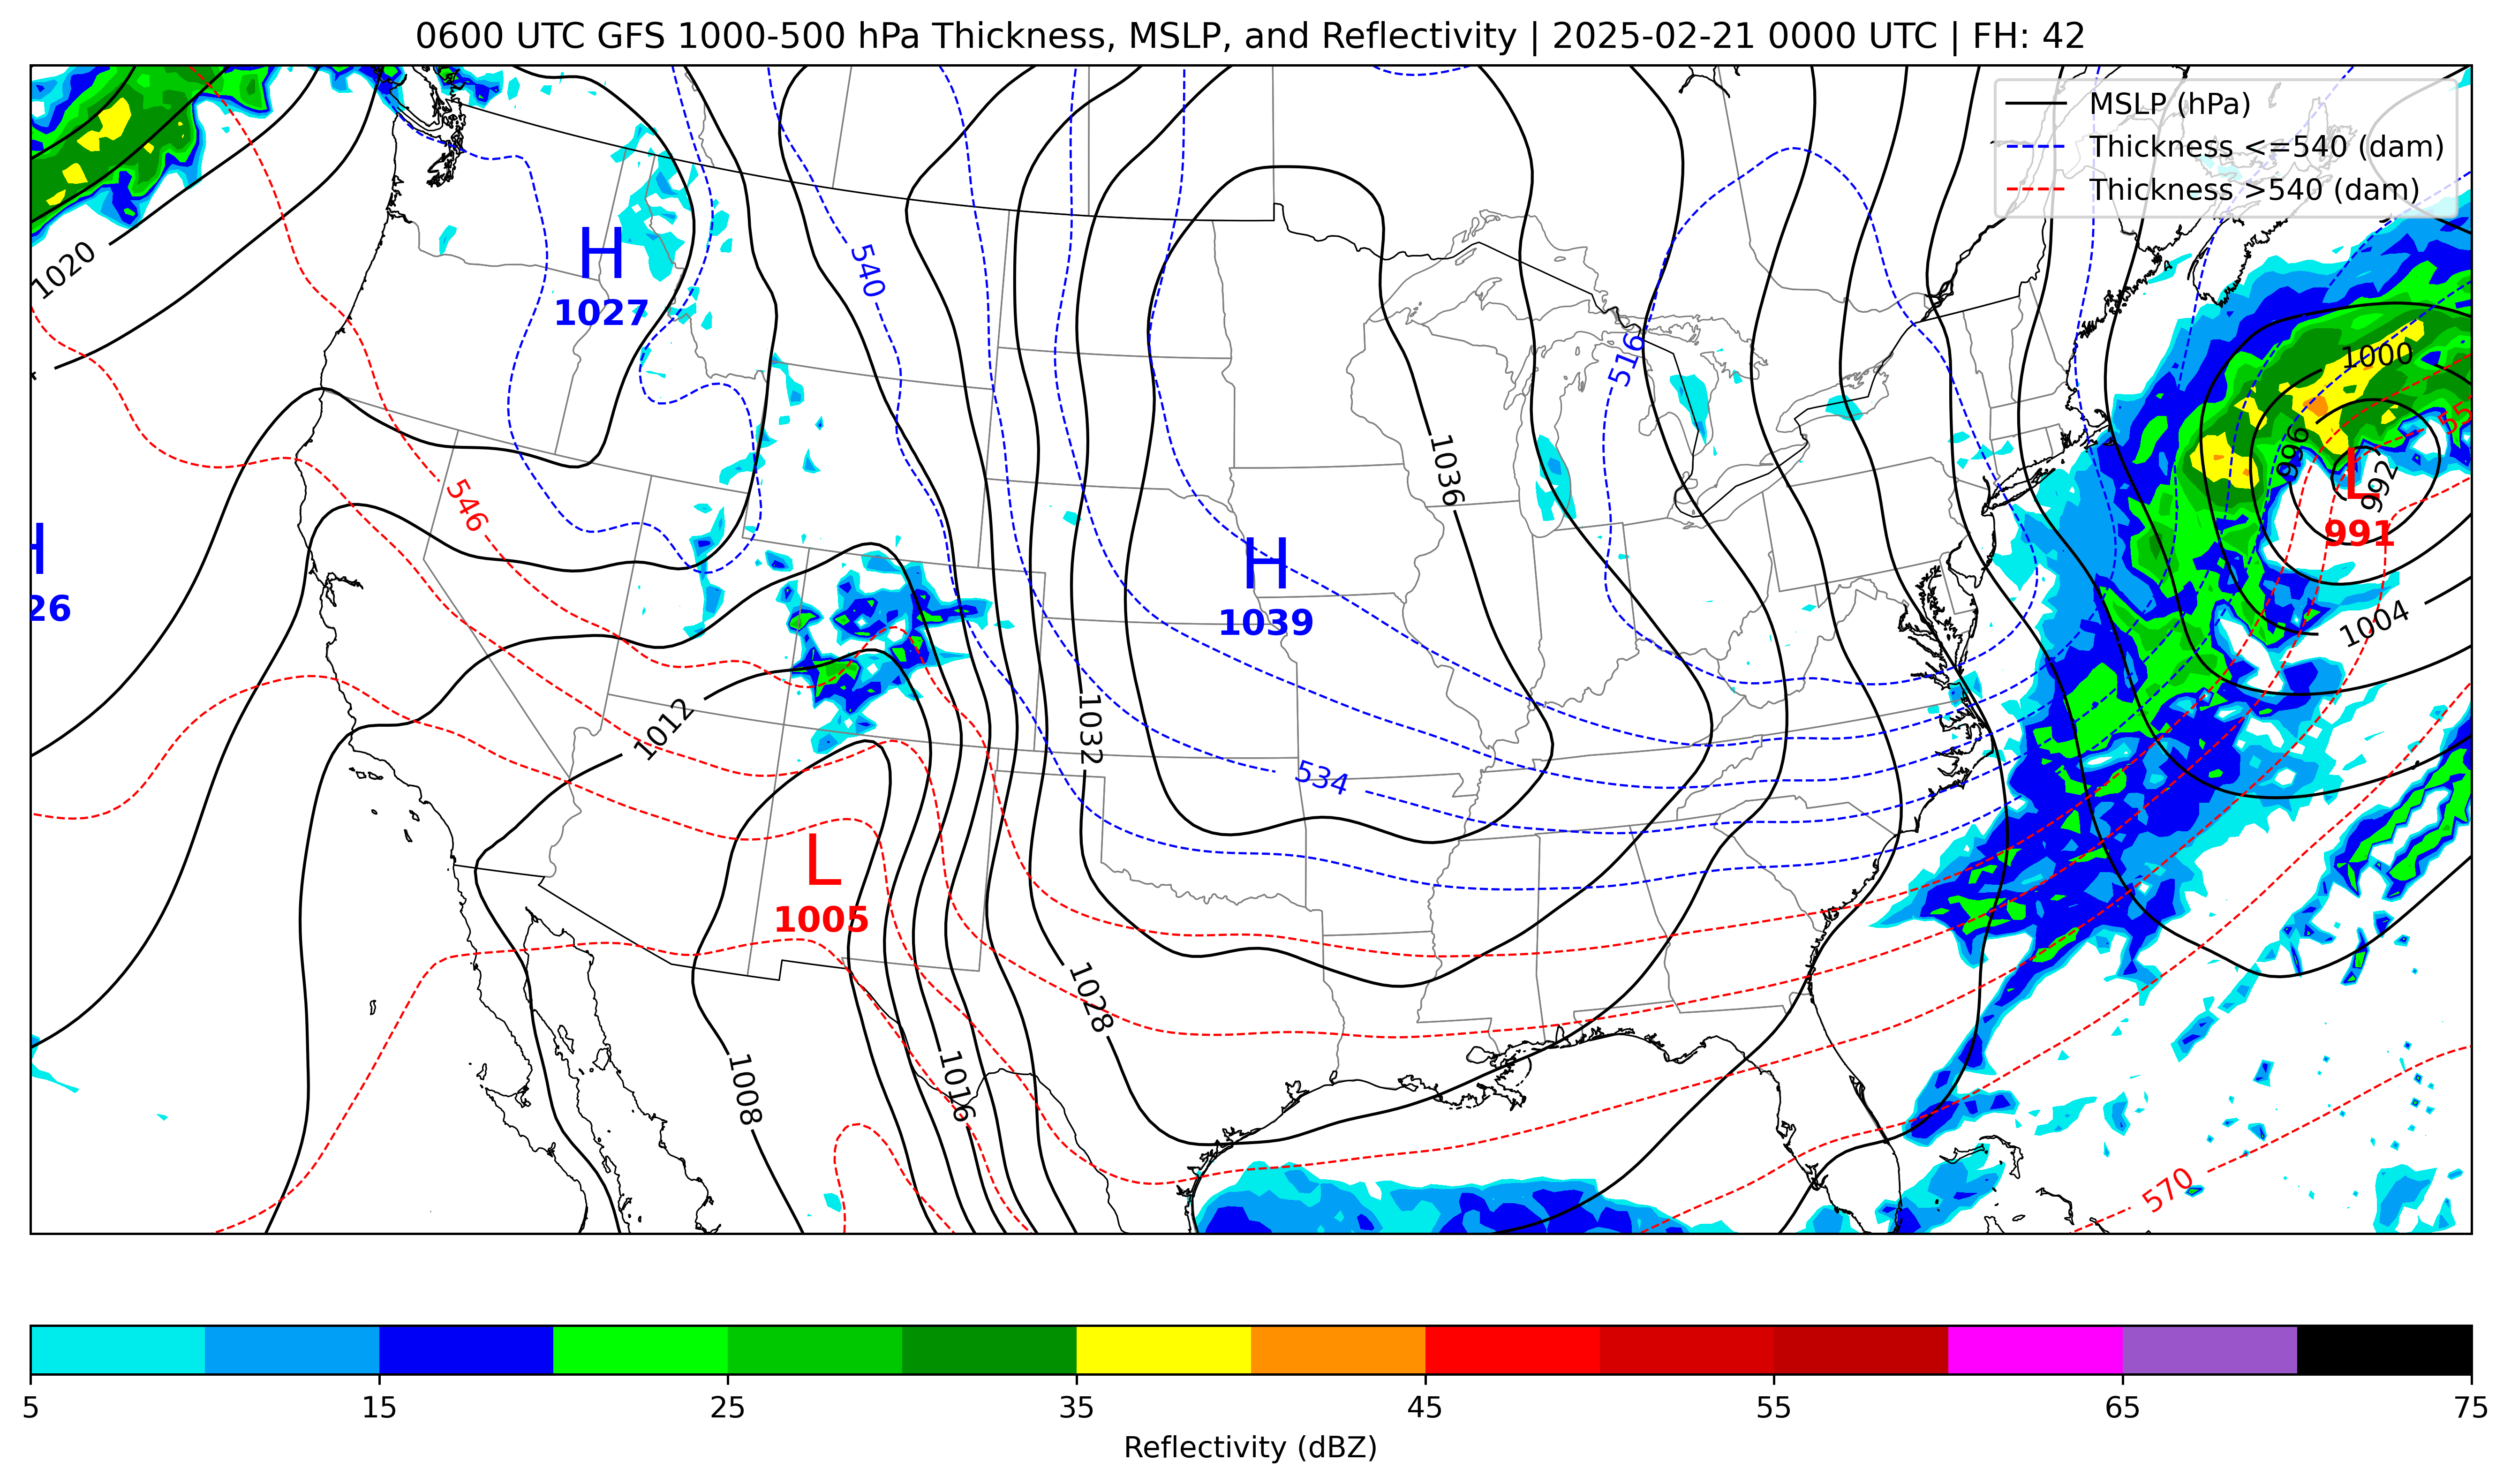 0600 UTC GFS 1000-500 hPa Thickness, MSLP, and Reflectivity | 2025-02-21 0000 UTC | FH: 42
MSLP (hPa)
Thickness <=540 (dam)
Thickness >540 (dam)
1020
H
1027
540
516
1000
55
996
992
L
991
1036
546
H
26
H
1039
1004
1012
1032
534
L
1005
1028
1008
1016
570
5 15 25 35 45 55 65 75
Reflectivity (dBZ)